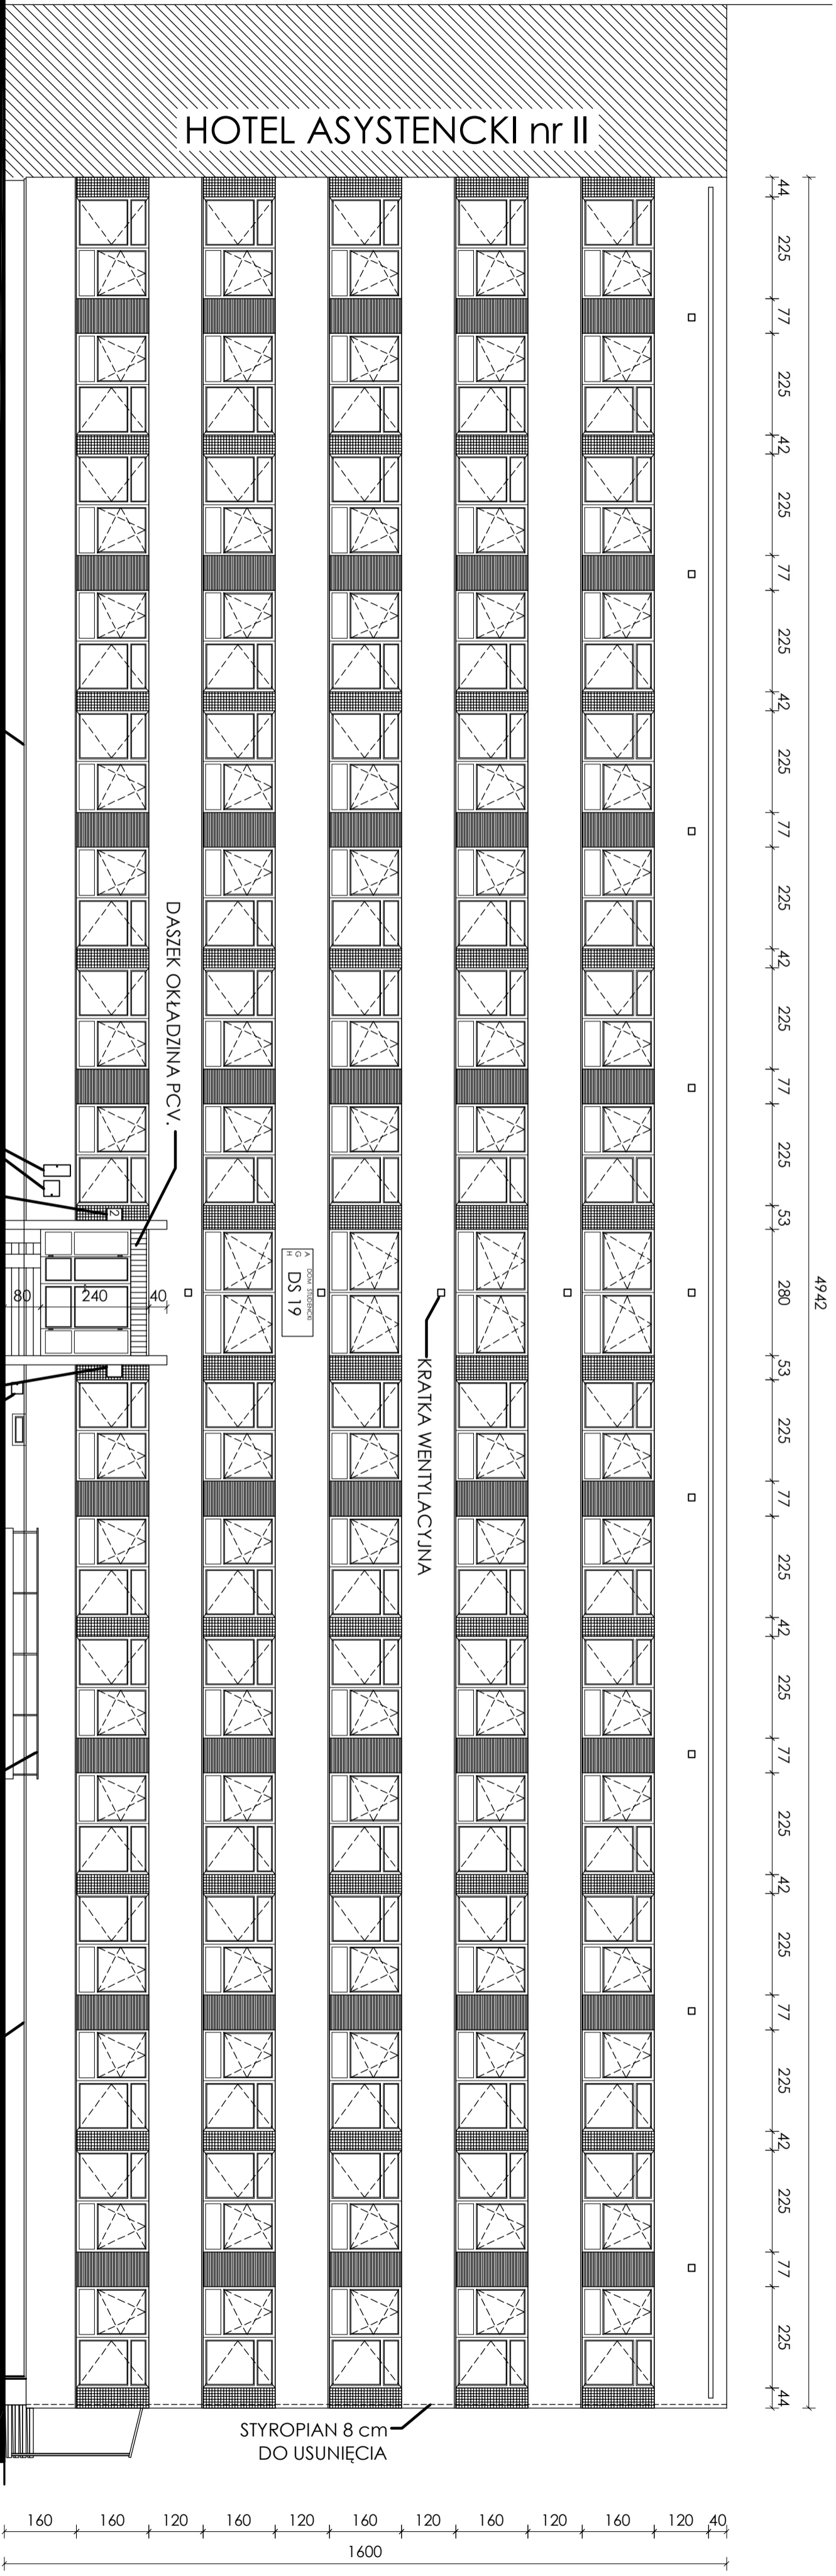 HOTEL ASYSTENCKI nr II
4942
44 225 77 225 42 225 77 225 42 225 77 225 42 225 77 225 53 280 53 225 77 225 42 225 77 225 42 225 77 225 42 225 77 225 44
DASZEK OKŁADZINA PCV.
2
80 240 40
A G H
DOM STUDENCKI
DS 19
KRATKA WENTYLACYJNA
STYROPIAN 8 cm
DO USUNIĘCIA
160 160 120 160 120 160 120 160 120 160 120 40
1600